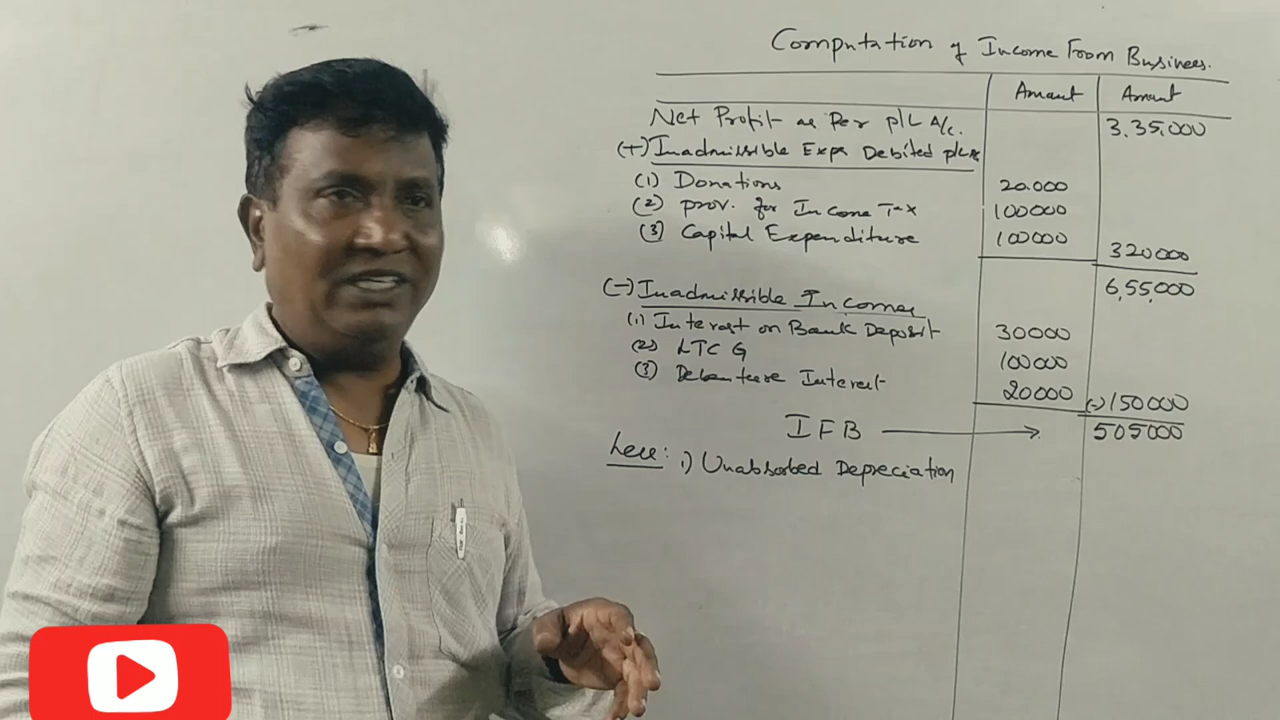 Computation of Income From Business.
Amount Amount
Net Profit as Per P/L A/c. 3,35,000
(+) Inadmissible Exps Debited P/L A/c
(1) Donations 20,000
(2) Prov. for Income Tax 100000
(3) Capital Expenditure 100000 320000
6,55,000
(-) Inadmissible Incomes
(1) Interest on Bank Deposit 30000
(2) LTCG 100000
(3) Debenture Interest 20000 (-) 150000
IFB → 505000
Less: 1) Unabsorbed Depreciation